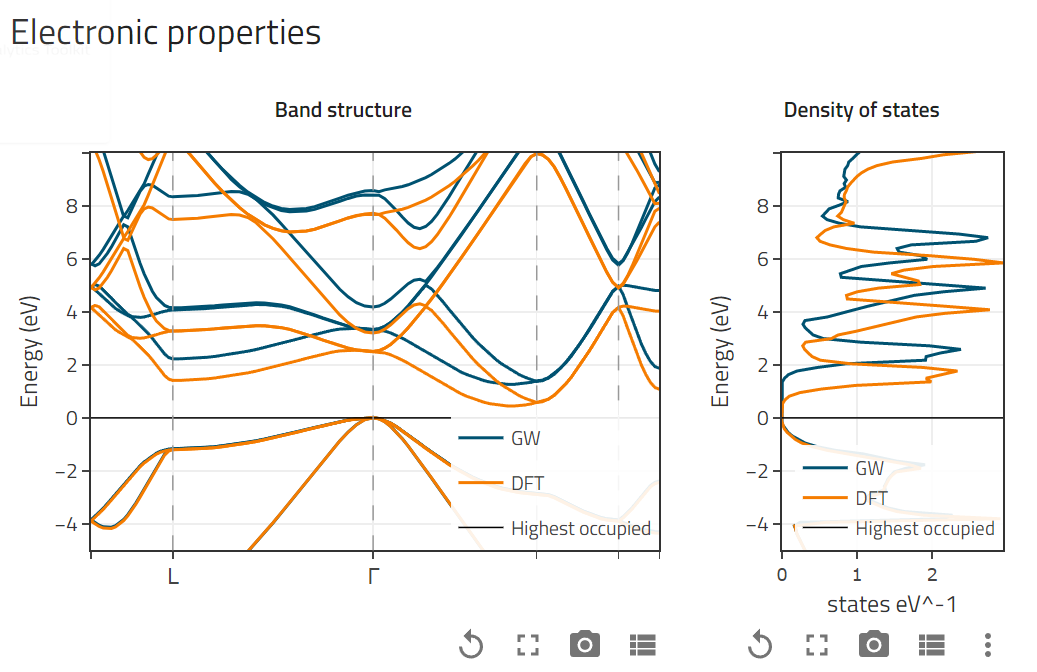 Electronic properties
Band structure
Density of states
Energy (eV)
8
6
4
2
0
−2
−4
GW
DFT
Highest occupied
L
Γ
Energy (eV)
8
6
4
2
0
−2
−4
GW
DFT
Highest occupied
0
1
2
states eV^-1